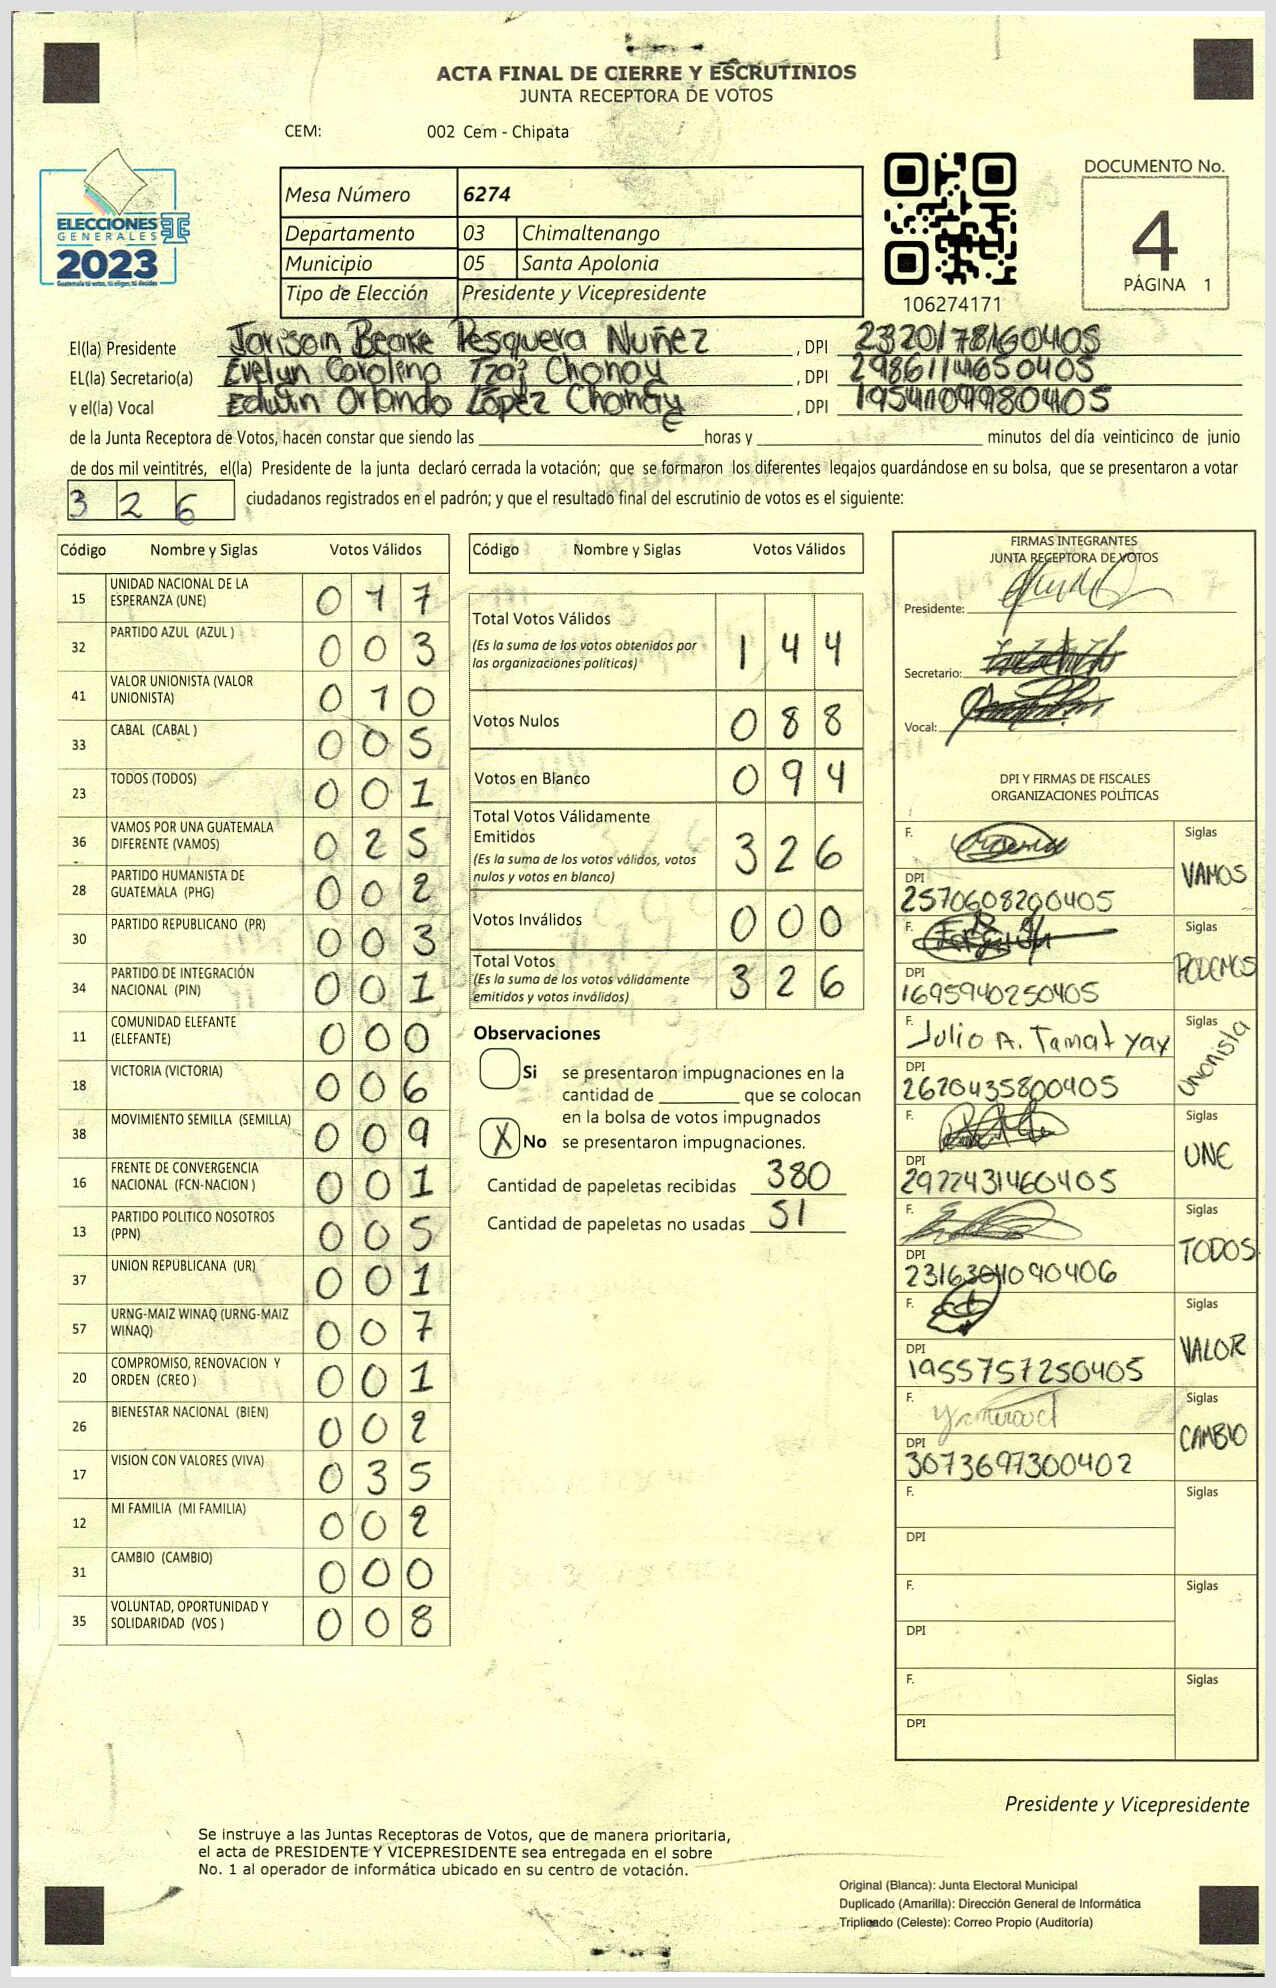 ACTA FINAL DE CIERRE Y ESCRUTINIOS
JUNTA RECEPTORA DE VOTOS
CEM: 002 Cem - Chipata
ELECCIONES
GENERALES
2023
Guatemala tú votas, tú eliges, tú decides
Mesa Número 6274
Departamento 03 Chimaltenango
Municipio 05 Santa Apolonia
Tipo de Elección Presidente y Vicepresidente
106274171
DOCUMENTO No.
4
PÁGINA 1
El(la) Presidente Pesquera Nuñez , DPI 2320178160405
EL(la) Secretario(a) Evelyn Carolina Chonay , DPI 2986114650405
y el(la) Vocal Edwin Orlando López Chonay , DPI
de la Junta Receptora de Votos, hacen constar que siendo las horas y minutos del día veinticinco de junio
de dos mil veintitrés, el(la) Presidente de la junta declaró cerrada la votación; que se formaron los diferentes legajos guardándose en su bolsa, que se presentaron a votar
3 2 6 ciudadanos registrados en el padrón; y que el resultado final del escrutinio de votos es el siguiente:
Código Nombre y Siglas Votos Válidos
15 UNIDAD NACIONAL DE LA ESPERANZA (UNE) 0 1 7
32 PARTIDO AZUL (AZUL ) 0 0 3
41 VALOR UNIONISTA (VALOR UNIONISTA) 0 1 0
33 CABAL (CABAL ) 0 0 5
23 TODOS (TODOS) 0 0 1
36 VAMOS POR UNA GUATEMALA DIFERENTE (VAMOS) 0 2 5
28 PARTIDO HUMANISTA DE GUATEMALA (PHG) 0 0 2
30 PARTIDO REPUBLICANO (PR) 0 0 3
34 PARTIDO DE INTEGRACIÓN NACIONAL (PIN) 0 0 1
11 COMUNIDAD ELEFANTE (ELEFANTE) 0 0 0
18 VICTORIA (VICTORIA) 0 0 6
38 MOVIMIENTO SEMILLA (SEMILLA) 0 0 9
16 FRENTE DE CONVERGENCIA NACIONAL (FCN-NACION ) 0 0 1
13 PARTIDO POLITICO NOSOTROS (PPN) 0 0 5
37 UNION REPUBLICANA (UR) 0 0 1
57 URNG-MAIZ WINAQ (URNG-MAIZ WINAQ) 0 0 7
20 COMPROMISO, RENOVACION Y ORDEN (CREO ) 0 0 1
26 BIENESTAR NACIONAL (BIEN) 0 0 2
17 VISION CON VALORES (VIVA) 0 3 5
12 MI FAMILIA (MI FAMILIA) 0 0 2
31 CAMBIO (CAMBIO) 0 0 0
35 VOLUNTAD, OPORTUNIDAD Y SOLIDARIDAD (VOS ) 0 0 8
Código Nombre y Siglas Votos Válidos
Total Votos Válidos 1 4 4
(Es la suma de los votos obtenidos por
las organizaciones políticas)
Votos Nulos 0 8 8
Votos en Blanco 0 9 4
Total Votos Válidamente
Emitidos 3 2 6
(Es la suma de los votos válidos, votos
nulos y votos en blanco)
Votos Inválidos 0 0 0
Total Votos 3 2 6
(Es la suma de los votos válidamente
emitidos y votos inválidos)
Observaciones
Si se presentaron impugnaciones en la
cantidad de que se colocan
en la bolsa de votos impugnados
X No se presentaron impugnaciones.
Cantidad de papeletas recibidas 380
Cantidad de papeletas no usadas 51
FIRMAS INTEGRANTES
JUNTA RECEPTORA DE VOTOS
Presidente:
Secretario:
Vocal:
DPI Y FIRMAS DE FISCALES
ORGANIZACIONES POLÍTICAS
F. Siglas
VAMOS
DPI
2570608200405
F. Siglas
PODEMOS
DPI
1695940250405
F. Julio A. Tamat Yax Siglas
Unionista
DPI
2620435800405
F. Siglas
UNE
DPI
2922431460405
F. Siglas
TODOS
DPI
F. Siglas
VALOR
DPI
1955757250405
F. Siglas
CAMBIO
DPI
3073697300402
F. Siglas
DPI
F. Siglas
DPI
F. Siglas
DPI
Presidente y Vicepresidente
Se instruye a las Juntas Receptoras de Votos, que de manera prioritaria,
el acta de PRESIDENTE Y VICEPRESIDENTE sea entregada en el sobre
No. 1 al operador de informática ubicado en su centro de votación.
Original (Blanca): Junta Electoral Municipal
Duplicado (Amarilla): Dirección General de Informática
Triplicado (Celeste): Correo Propio (Auditoría)